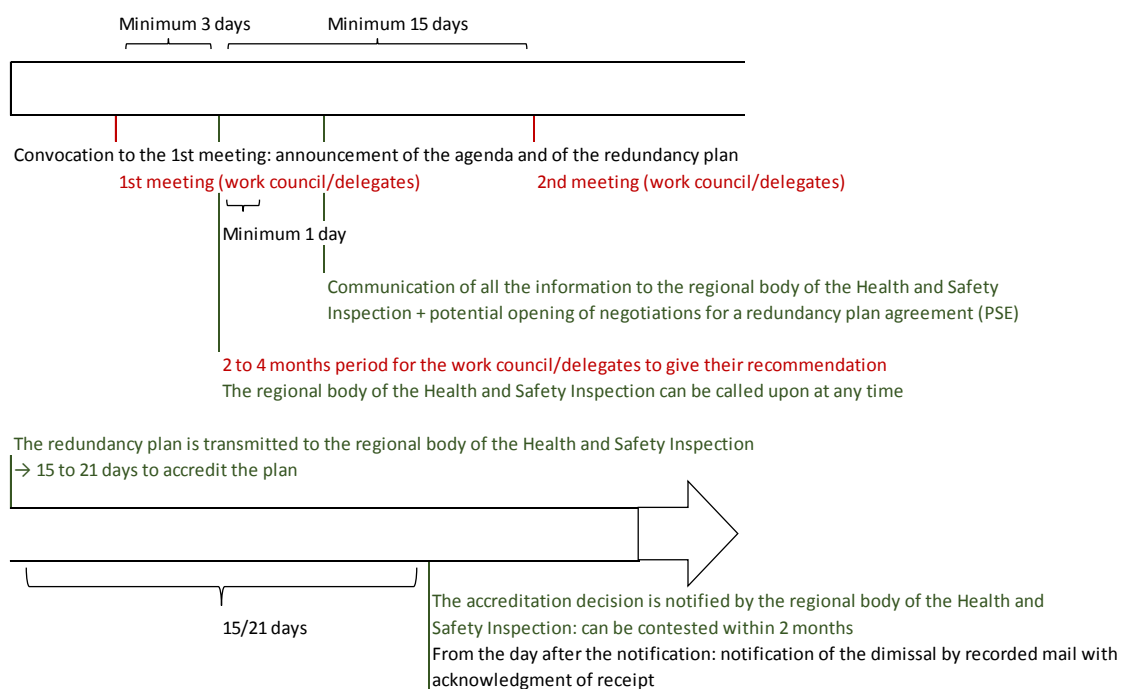 Minimum 3 days
Minimum 15 days
Convocation to the 1st meeting: announcement of the agenda and of the redundancy plan
1st meeting (work council/delegates)
2nd meeting (work council/delegates)
Minimum 1 day
Communication of all the information to the regional body of the Health and Safety
Inspection + potential opening of negotiations for a redundancy plan agreement (PSE)
2 to 4 months period for the work council/delegates to give their recommendation
The regional body of the Health and Safety Inspection can be called upon at any time
The redundancy plan is transmitted to the regional body of the Health and Safety Inspection
→ 15 to 21 days to accredit the plan
15/21 days
The accreditation decision is notified by the regional body of the Health and
Safety Inspection: can be contested within 2 months
From the day after the notification: notification of the dimissal by recorded mail with
acknowledgment of receipt